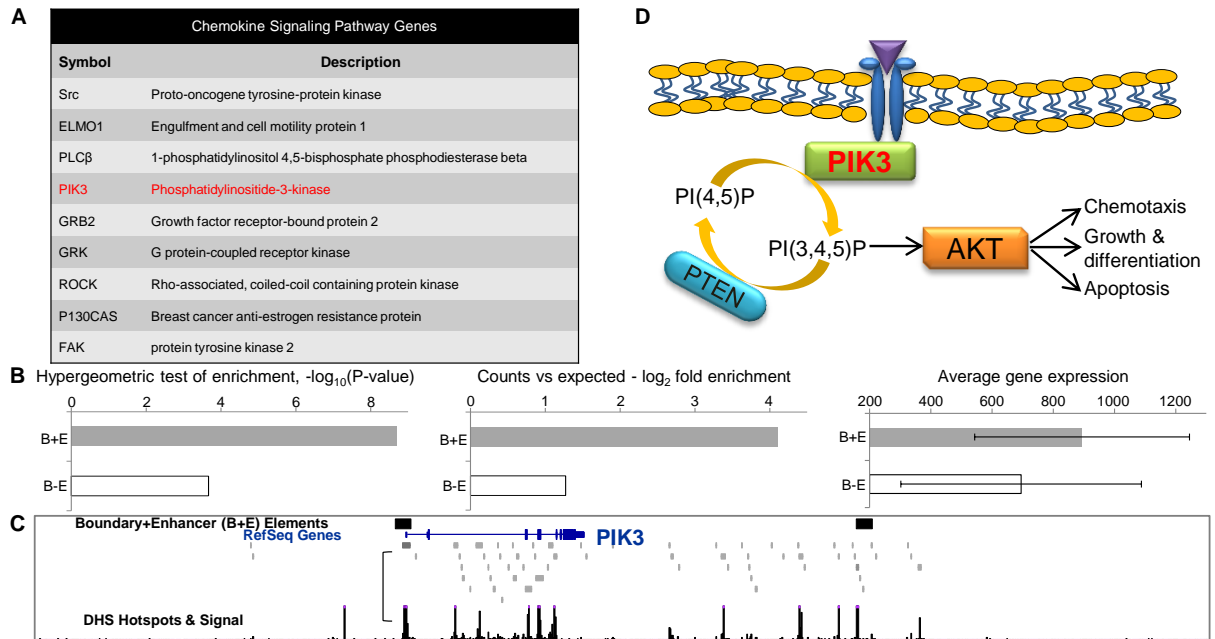 A
Chemokine Signaling Pathway Genes
Symbol Description
Src Proto-oncogene tyrosine-protein kinase
ELMO1 Engulfment and cell motility protein 1
PLCβ 1-phosphatidylinositol 4,5-bisphosphate phosphodiesterase beta
PIK3 Phosphatidylinositide-3-kinase
GRB2 Growth factor receptor-bound protein 2
GRK G protein-coupled receptor kinase
ROCK Rho-associated, coiled-coil containing protein kinase
P130CAS Breast cancer anti-estrogen resistance protein
FAK protein tyrosine kinase 2
D
PIK3
PI(4,5)P
PI(3,4,5)P
PTEN
AKT
Chemotaxis
Growth &
differentiation
Apoptosis
B
Hypergeometric test of enrichment, -log10(P-value)
0 2 4 6 8
B+E
B-E
Counts vs expected - log2 fold enrichment
0 1 2 3 4
B+E
B-E
Average gene expression
200 400 600 800 1000 1200
B+E
B-E
C
Boundary+Enhancer (B+E) Elements
RefSeq Genes
PIK3
DHS Hotspots & Signal